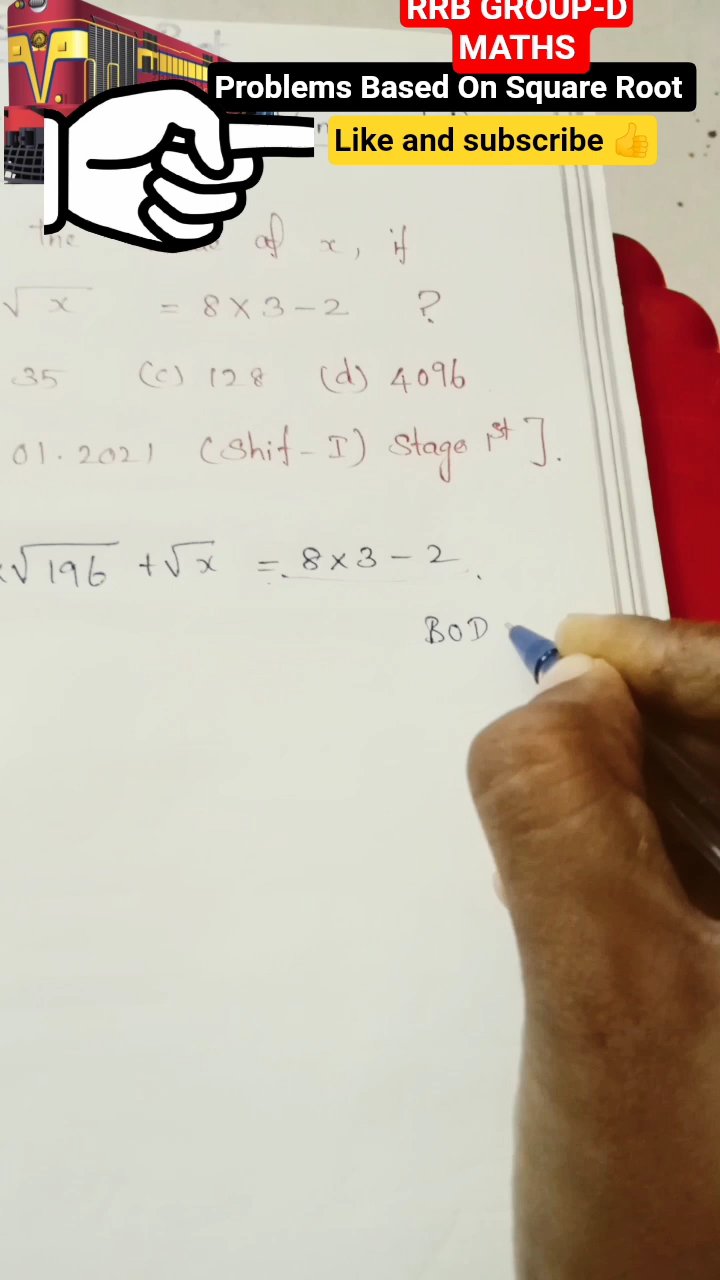 RRB GROUP-D
MATHS
Problems Based On Square Root
Like and subscribe 👍
the of x, if
√x = 8×3-2 ?
35 (c) 128 (d) 4096
01.2021 (Shif-I) Stage 1st].
√196 + √x = 8×3-2.
BOD